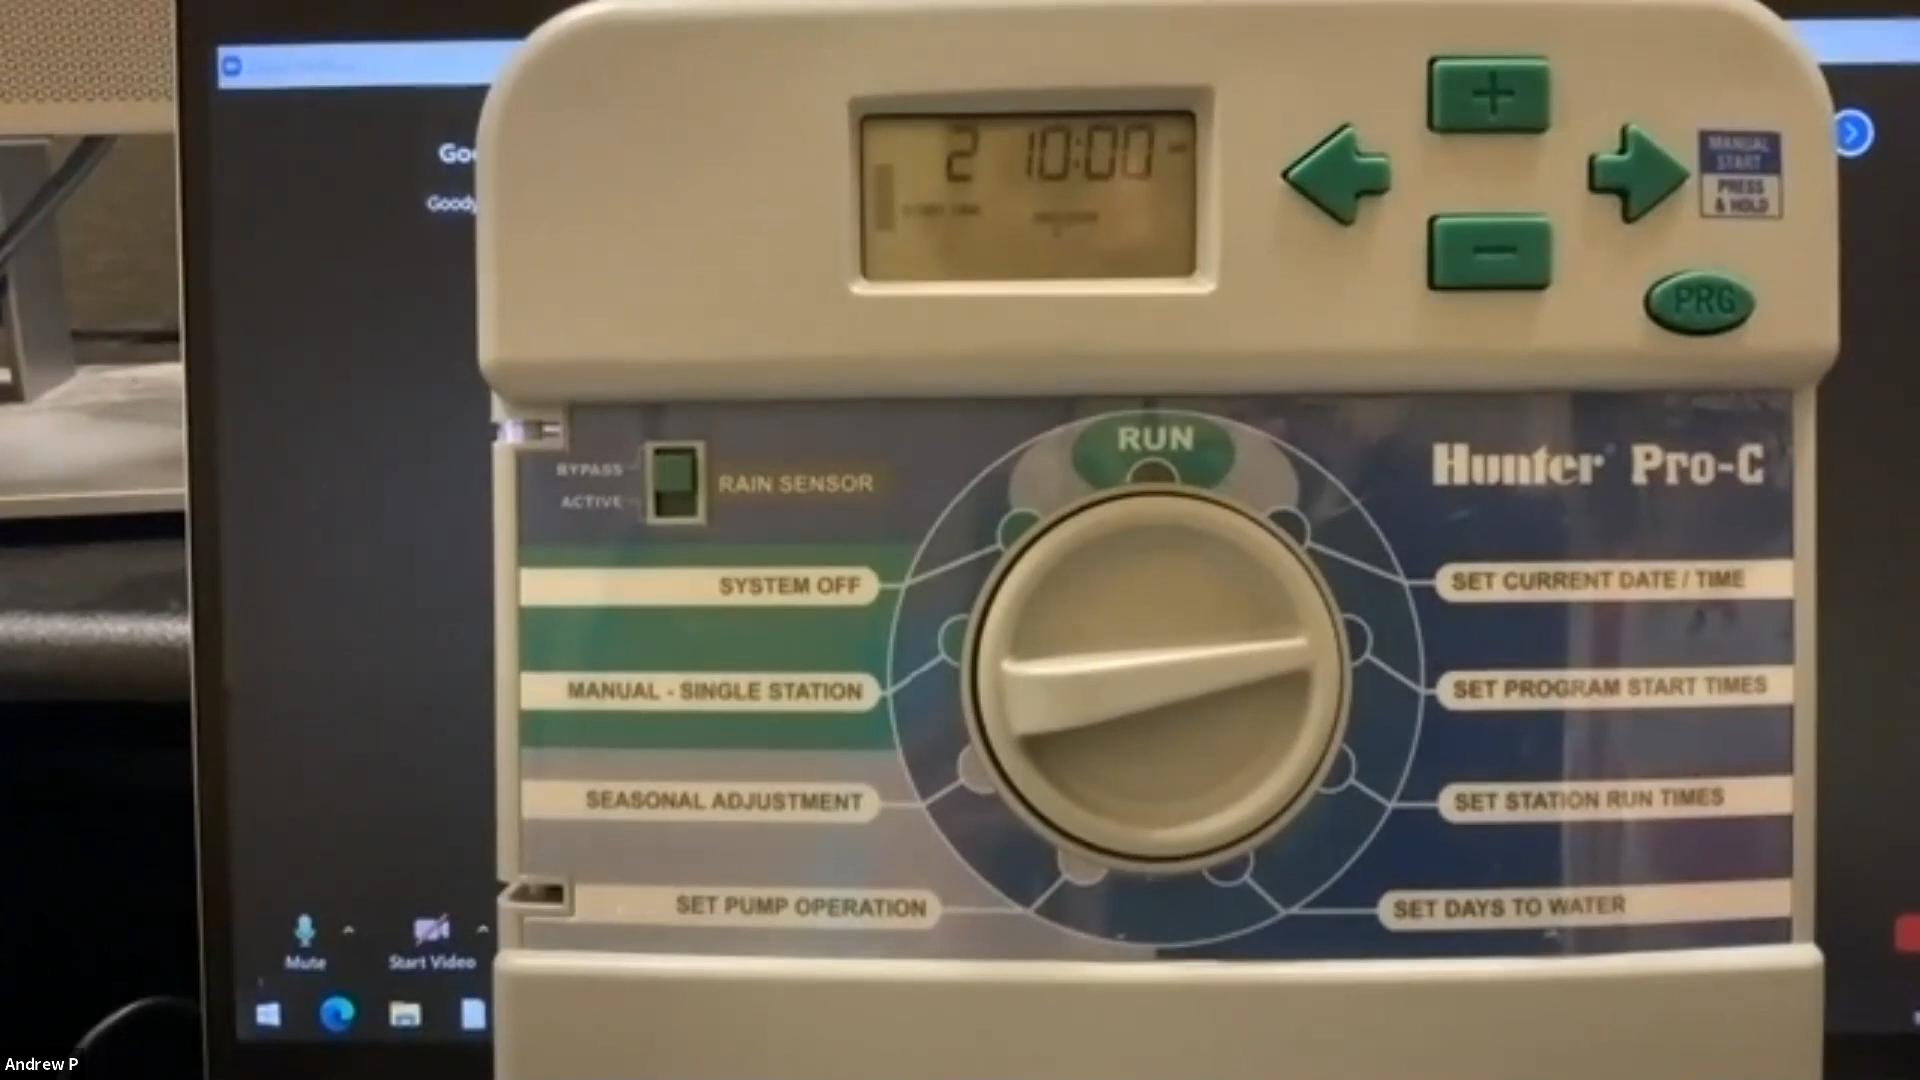 2 10:00
MANUAL
START
PRESS
& HOLD
PRG
RUN
Hunter Pro-C
BYPASS
ACTIVE
RAIN SENSOR
SYSTEM OFF
SET CURRENT DATE / TIME
MANUAL - SINGLE STATION
SET PROGRAM START TIMES
SEASONAL ADJUSTMENT
SET STATION RUN TIMES
SET PUMP OPERATION
SET DAYS TO WATER
Mute
Start Video
Andrew P